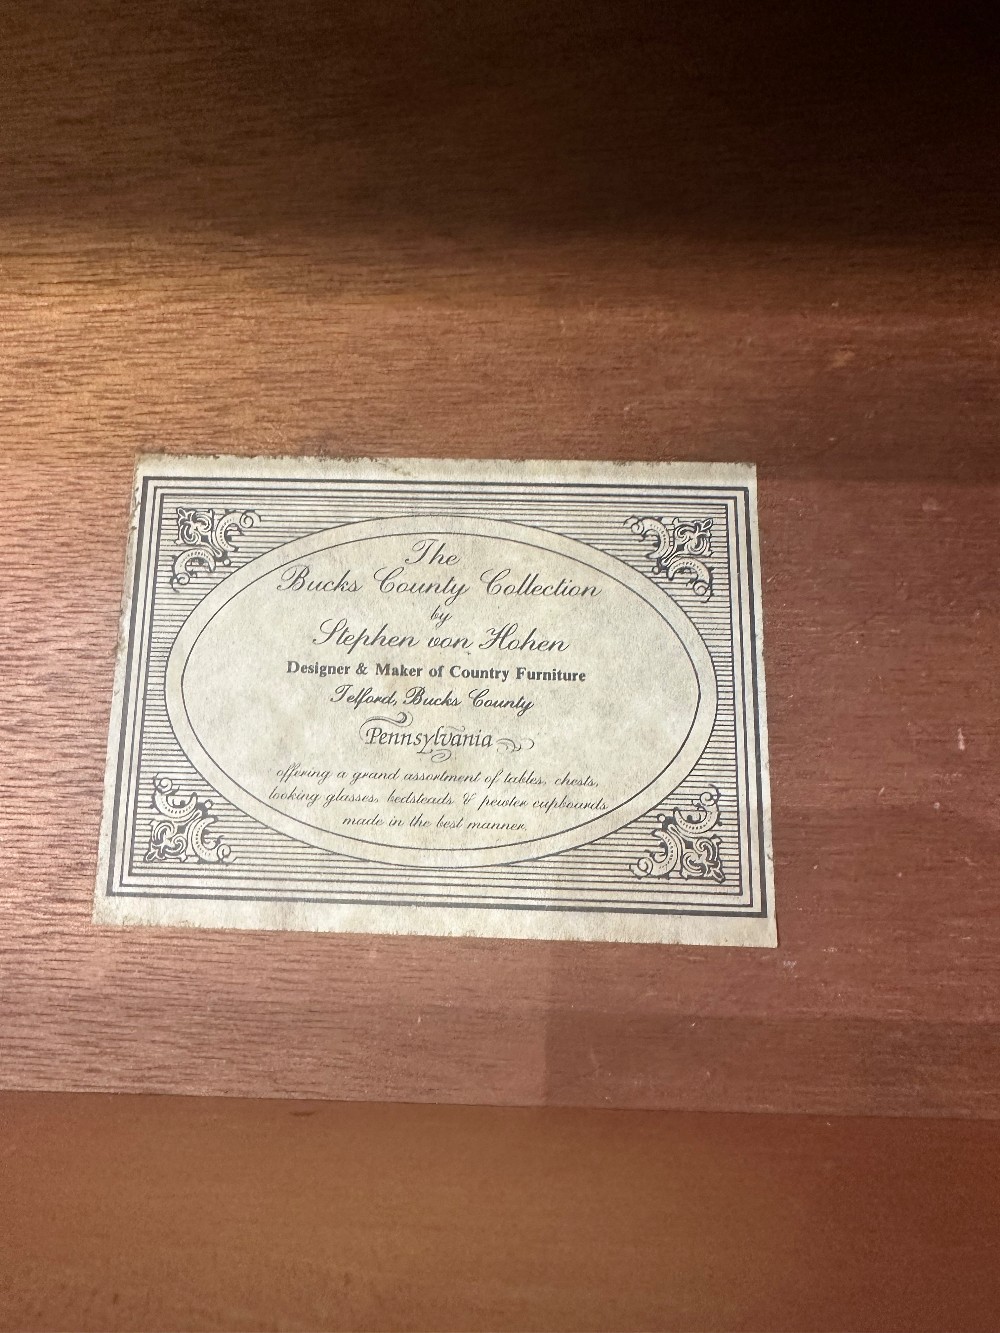 The
Bucks County Collection
by
Stephen von Hohen
Designer & Maker of Country Furniture
Telford, Bucks County
Pennsylvania
offering a grand assortment of tables, chests,
looking glasses, bedsteads & pewter cupboards
made in the best manner.